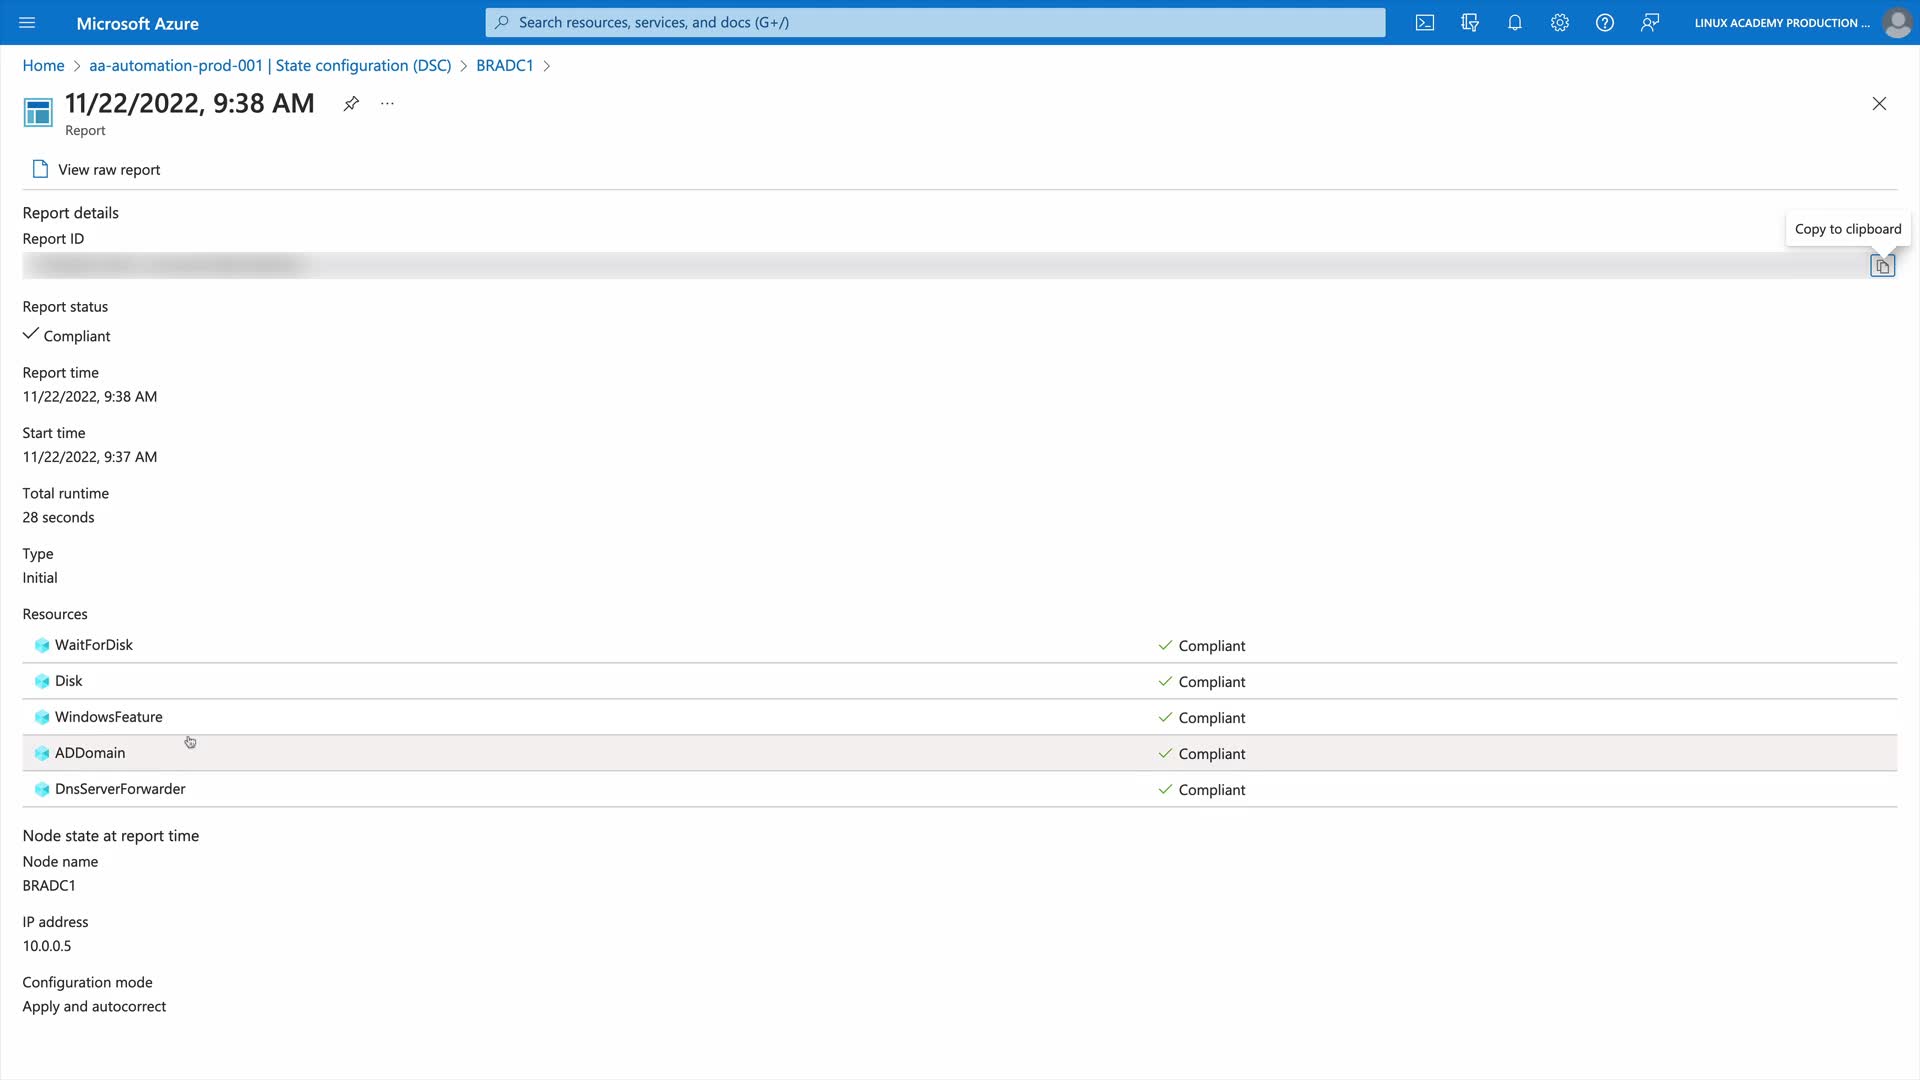 Microsoft Azure
Search resources, services, and docs (G+/)
LINUX ACADEMY PRODUCTION ...
Home > aa-automation-prod-001 | State configuration (DSC) > BRADC1 >
11/22/2022, 9:38 AM
...
Report
View raw report
Report details
Copy to clipboard
Report ID
Report status
Compliant
Report time
11/22/2022, 9:38 AM
Start time
11/22/2022, 9:37 AM
Total runtime
28 seconds
Type
Initial
Resources
WaitForDisk Compliant
Disk Compliant
WindowsFeature Compliant
ADDomain Compliant
DnsServerForwarder Compliant
Node state at report time
Node name
BRADC1
IP address
10.0.0.5
Configuration mode
Apply and autocorrect